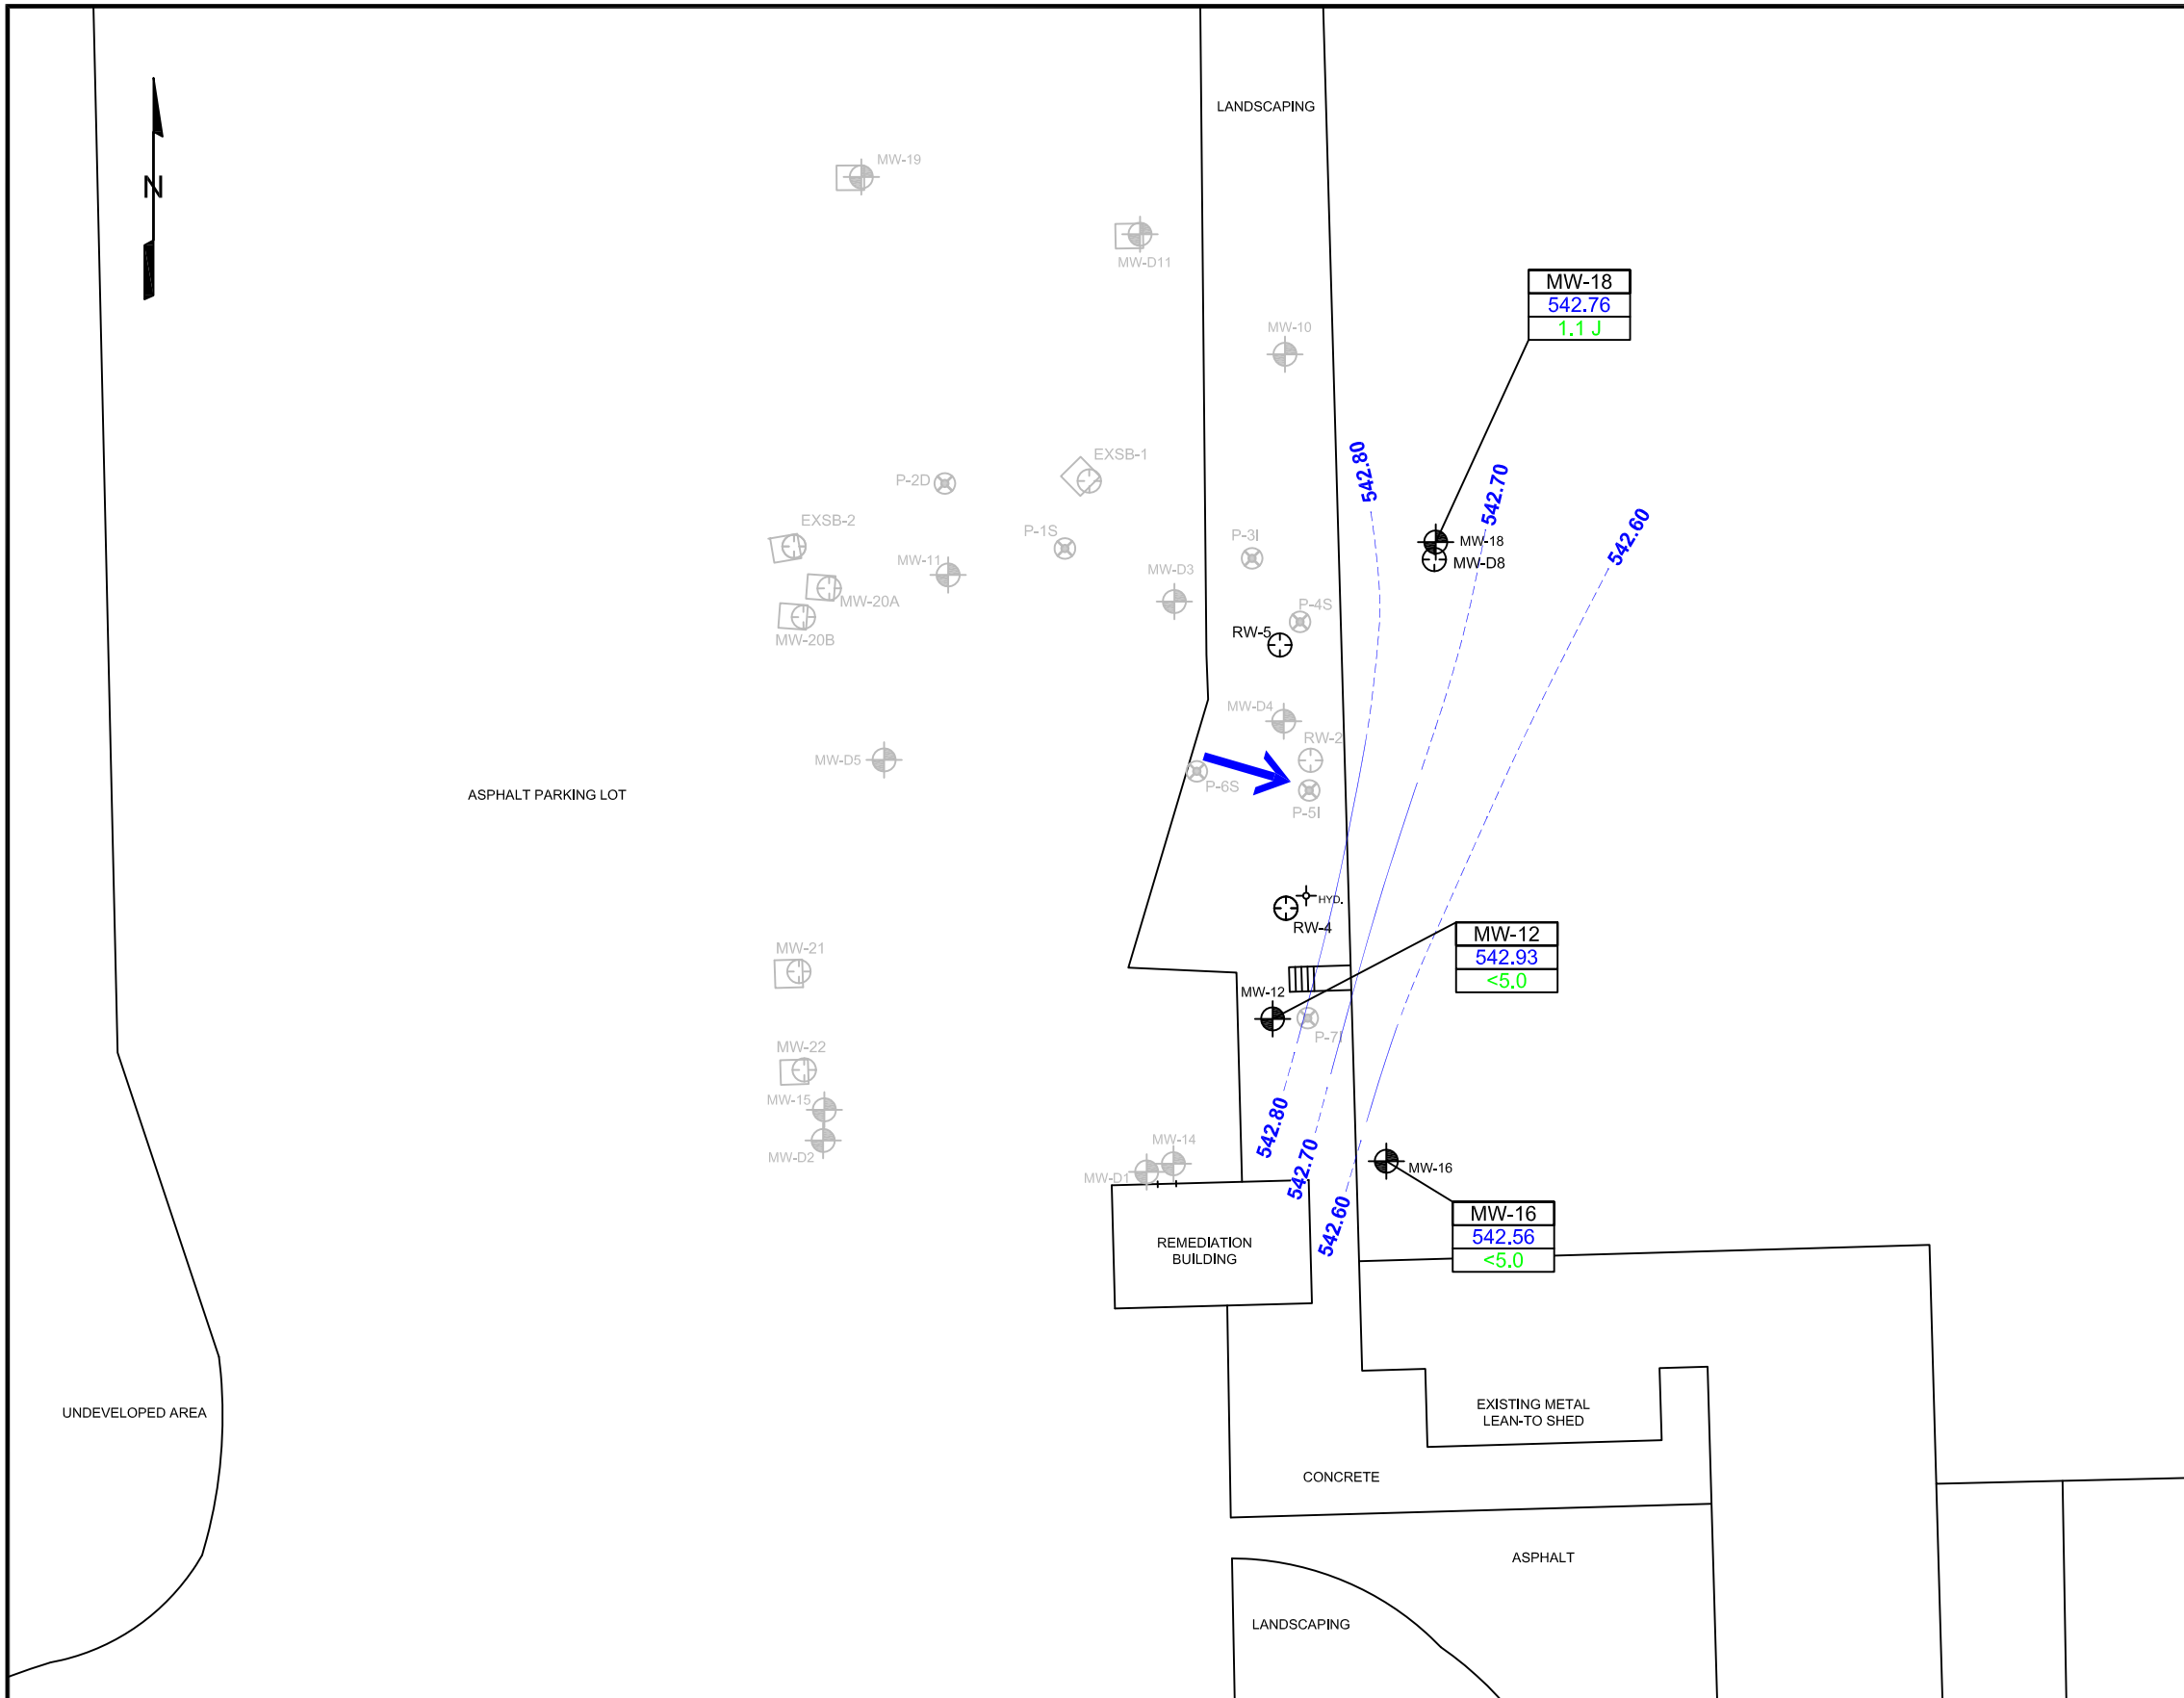 LANDSCAPING
N
MW-19
MW-D11
MW-18
542.76
1.1 J
MW-10
542.80
542.70
542.60
EXSB-1
P-2D
EXSB-2
P-1S
P-3I
MW-18
MW-D8
MW-11
MW-D3
MW-20A
MW-20B
P-4S
RW-5
MW-D4
RW-2
MW-D5
P-6S
P-5I
ASPHALT PARKING LOT
HYD.
RW-4
MW-12
542.93
<5.0
MW-21
MW-12
P-7I
MW-22
MW-15
MW-D2
MW-14
MW-D1
542.80
542.70
542.60
MW-16
MW-16
542.56
<5.0
REMEDIATION
BUILDING
UNDEVELOPED AREA
EXISTING METAL
LEAN-TO SHED
CONCRETE
ASPHALT
LANDSCAPING